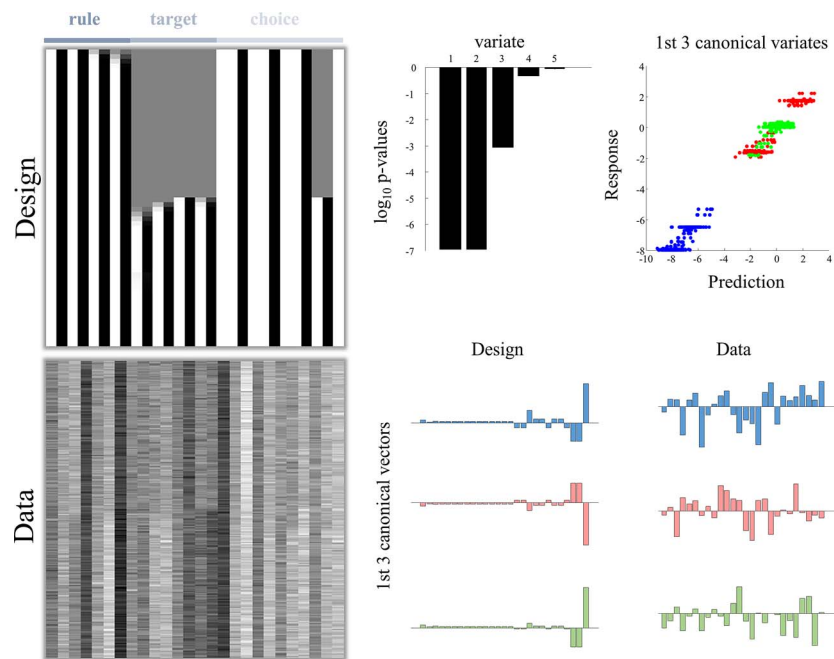 rule target choice
Design
Data
variate
1 2 3 4 5
0
-1
-2
-3
-4
-5
-6
-7
log10 p-values
1st 3 canonical variates
4
2
0
-2
-4
-6
-8
-10 -8 -6 -4 -2 0 2 4
Response
Prediction
Design Data
1st 3 canonical vectors